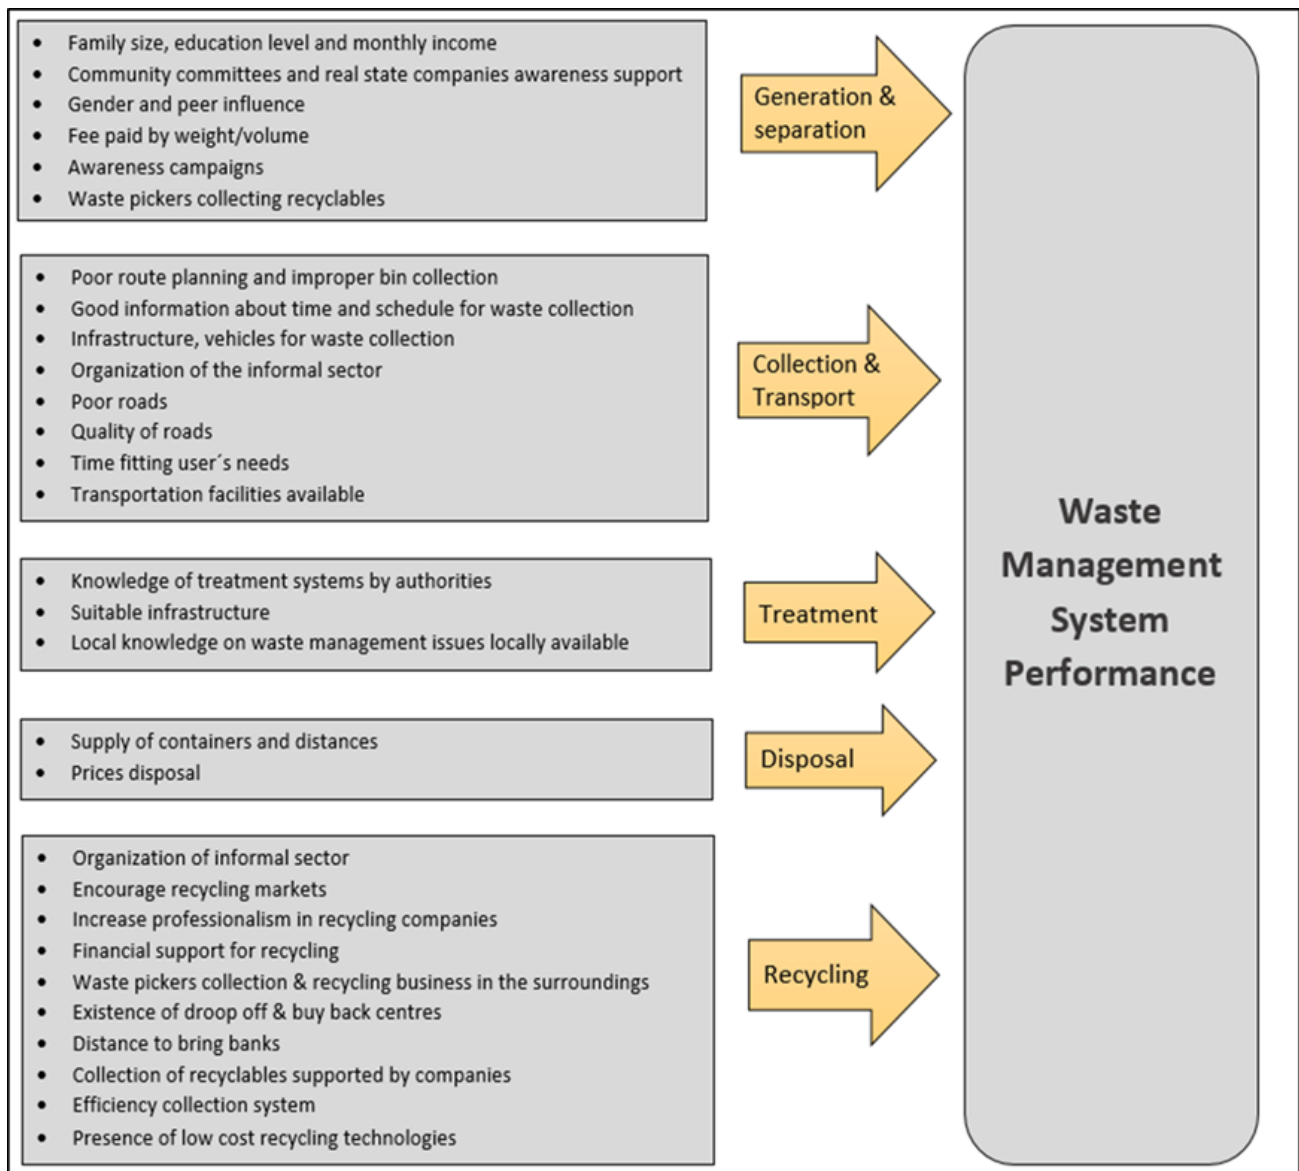 • Family size, education level and monthly income
• Community committees and real state companies awareness support
• Gender and peer influence
• Fee paid by weight/volume
• Awareness campaigns
• Waste pickers collecting recyclables
Generation &
separation
• Poor route planning and improper bin collection
• Good information about time and schedule for waste collection
• Infrastructure, vehicles for waste collection
• Organization of the informal sector
• Poor roads
• Quality of roads
• Time fitting user´s needs
• Transportation facilities available
Collection &
Transport
• Knowledge of treatment systems by authorities
• Suitable infrastructure
• Local knowledge on waste management issues locally available
Treatment
• Supply of containers and distances
• Prices disposal
Disposal
• Organization of informal sector
• Encourage recycling markets
• Increase professionalism in recycling companies
• Financial support for recycling
• Waste pickers collection & recycling business in the surroundings
• Existence of droop off & buy back centres
• Distance to bring banks
• Collection of recyclables supported by companies
• Efficiency collection system
• Presence of low cost recycling technologies
Recycling
Waste
Management
System
Performance